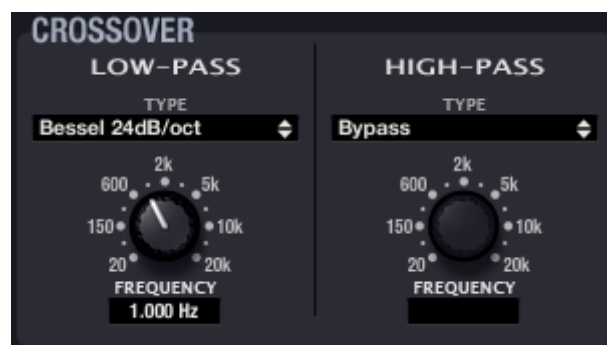 CROSSOVER
LOW-PASS
TYPE
Bessel 24dB/oct
2k
600
5k
150
10k
20
20k
FREQUENCY
1.000 Hz
HIGH-PASS
TYPE
Bypass
2k
600
5k
150
10k
20
20k
FREQUENCY